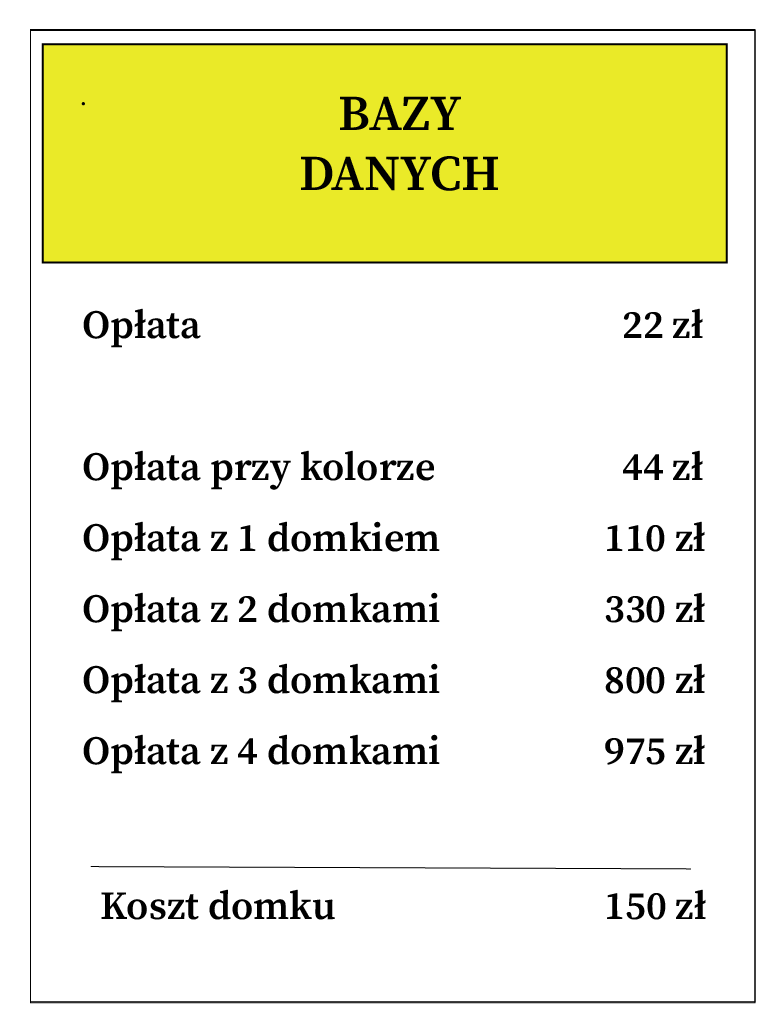 BAZY
DANYCH
Opłata 22 zł
Opłata przy kolorze 44 zł
Opłata z 1 domkiem 110 zł
Opłata z 2 domkami 330 zł
Opłata z 3 domkami 800 zł
Opłata z 4 domkami 975 zł
Koszt domku 150 zł